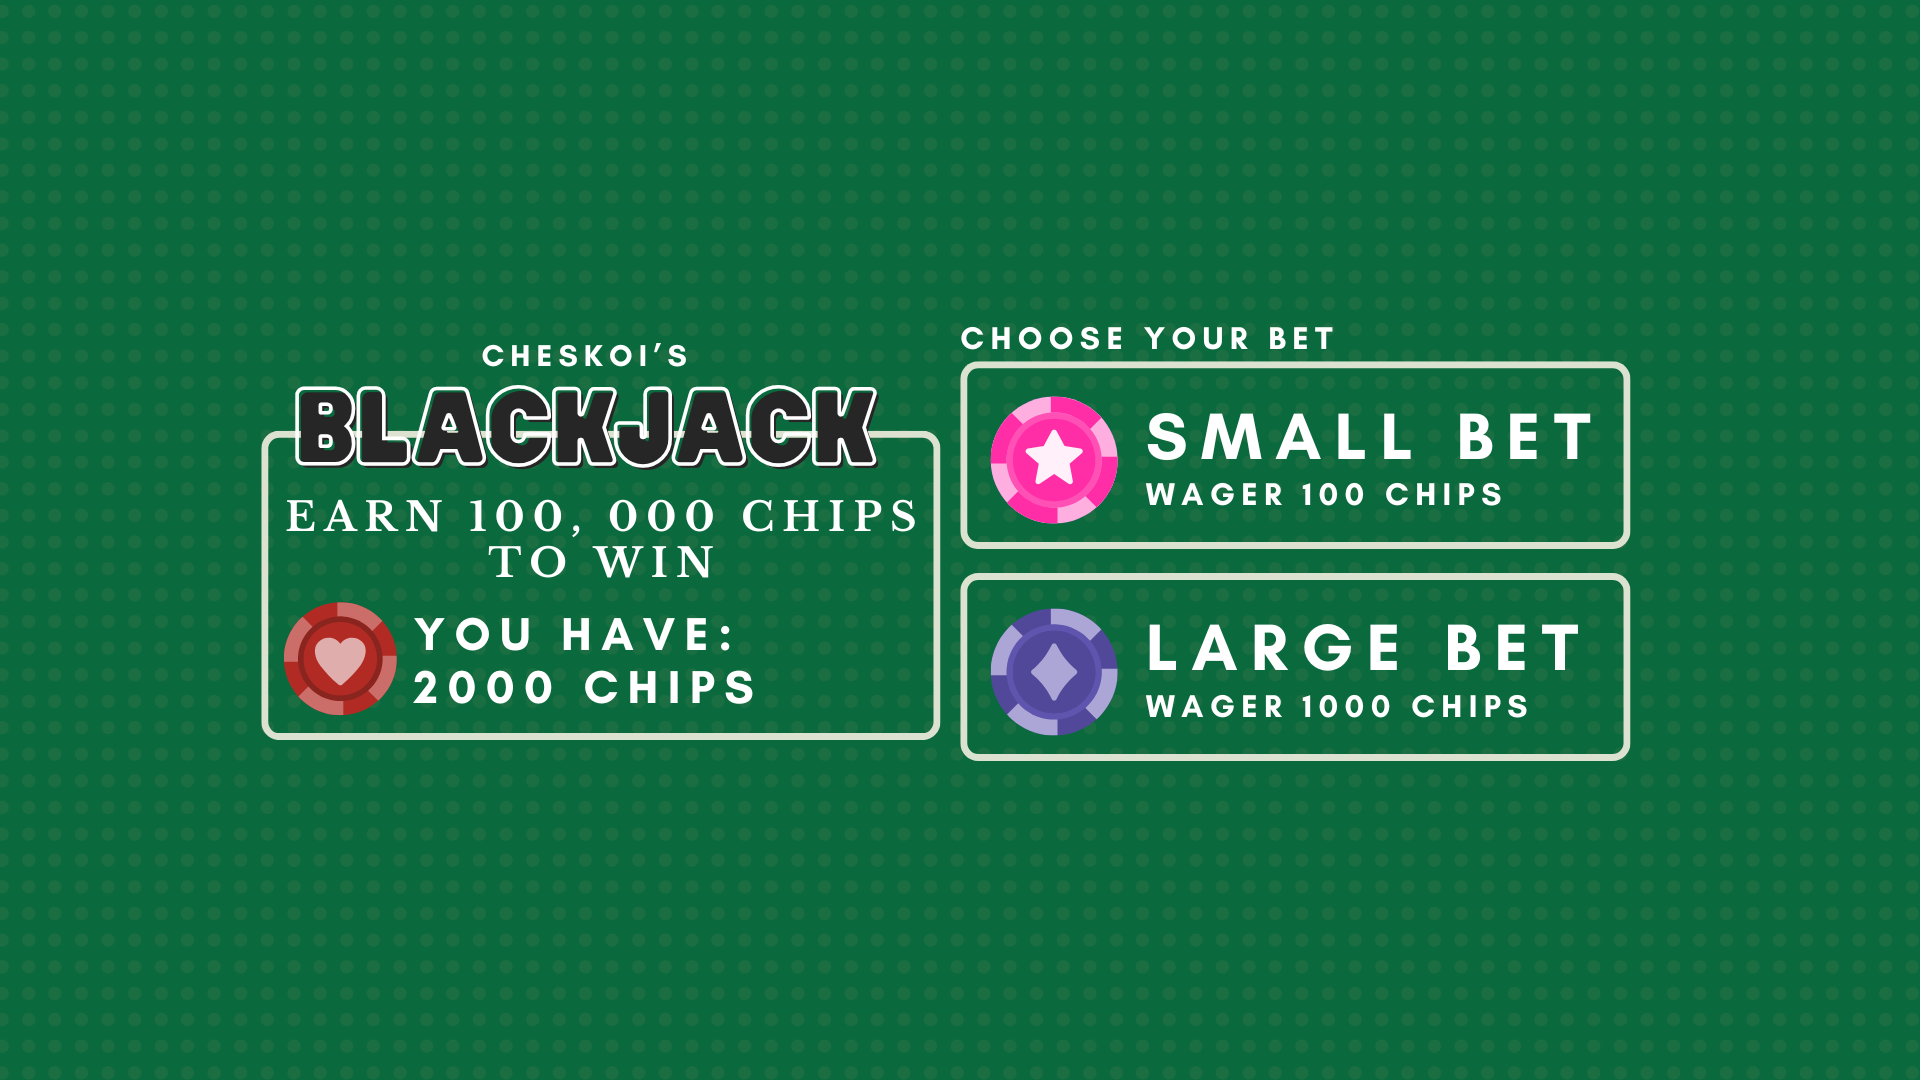 CHESKOI'S
BLACKJACK
EARN 100, 000 CHIPS
TO WIN
YOU HAVE:
2000 CHIPS
CHOOSE YOUR BET
SMALL BET
WAGER 100 CHIPS
LARGE BET
WAGER 1000 CHIPS